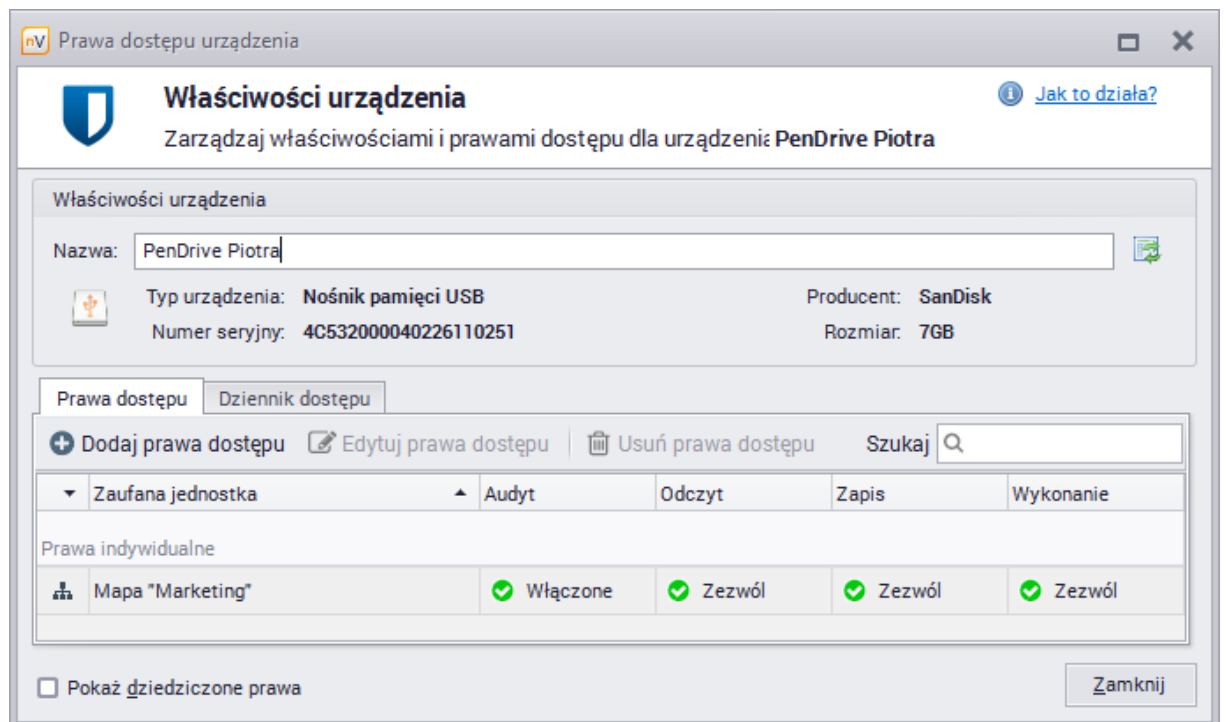 nV Prawa dostępu urządzenia
Właściwości urządzenia
Jak to działa?
Zarządzaj właściwościami i prawami dostępu dla urządzenia PenDrive Piotra
Właściwości urządzenia
Nazwa: PenDrive Piotra
Typ urządzenia: Nośnik pamięci USB Producent: SanDisk
Numer seryjny: 4C532000040226110251 Rozmiar: 7GB
Prawa dostępu Dziennik dostępu
Dodaj prawa dostępu Edytuj prawa dostępu Usuń prawa dostępu Szukaj
Zaufana jednostka Audyt Odczyt Zapis Wykonanie
Prawa indywidualne
Mapa "Marketing" Włączone Zezwól Zezwól Zezwól
Pokaż dziedziczone prawa Zamknij